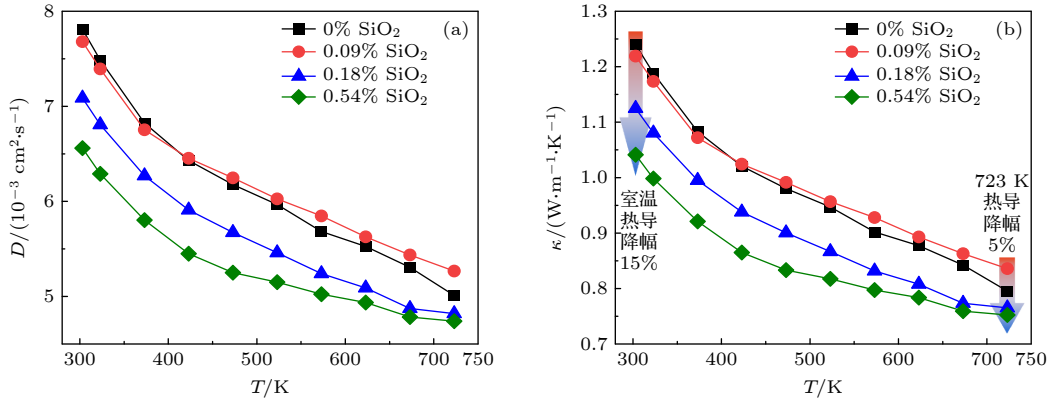 (a)
0% SiO₂
0.09% SiO₂
0.18% SiO₂
0.54% SiO₂
8
7
6
5
D/(10⁻³ cm²·s⁻¹)
300 400 500 600 700 750
T/K
(b)
0% SiO₂
0.09% SiO₂
0.18% SiO₂
0.54% SiO₂
1.3
1.2
1.1
1.0
0.9
0.8
0.7
κ/(W·m⁻¹·K⁻¹)
室温
热导
降幅
15%
723 K
热导
降幅
5%
300 400 500 600 700 750
T/K